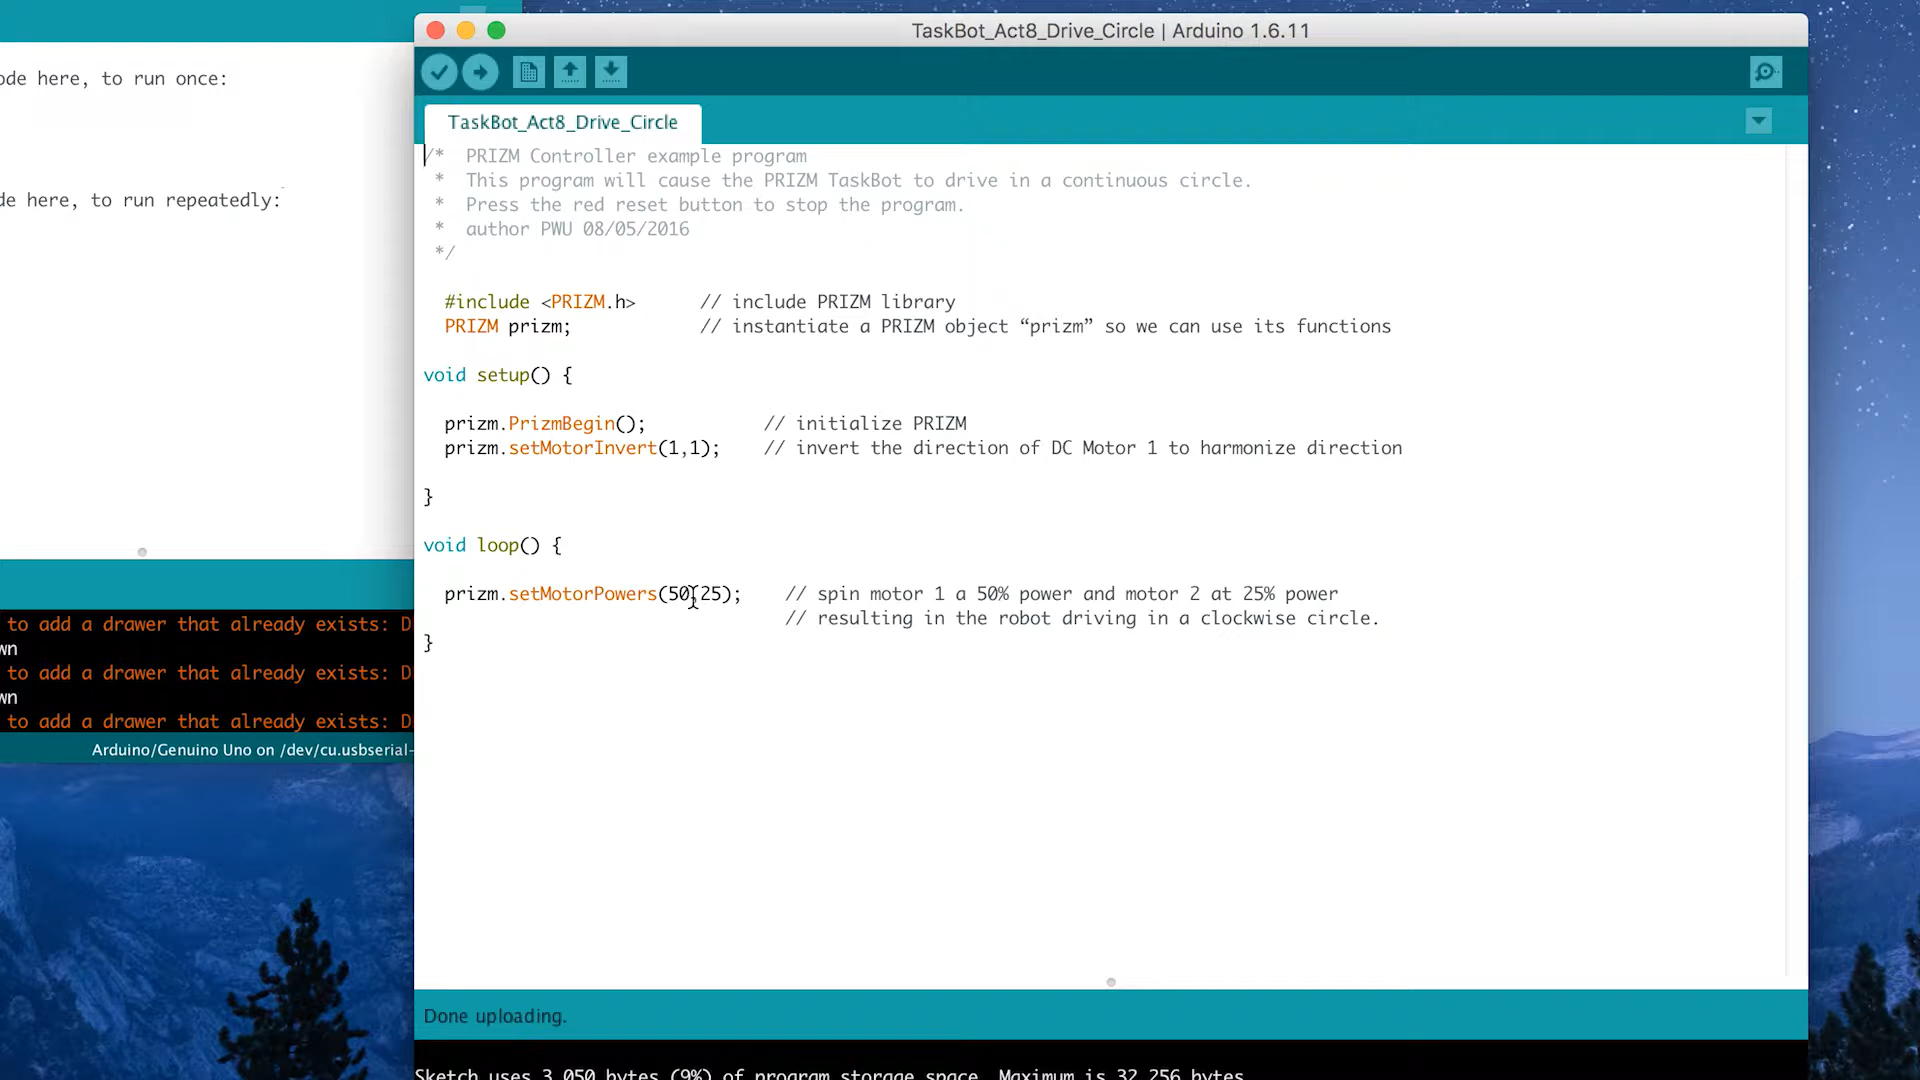 TaskBot_Act8_Drive_Circle | Arduino 1.6.11
TaskBot_Act8_Drive_Circle
/* PRIZM Controller example program
* This program will cause the PRIZM TaskBot to drive in a continuous circle.
* Press the red reset button to stop the program.
* author PWU 08/05/2016
*/
#include <PRIZM.h> // include PRIZM library
PRIZM prizm; // instantiate a PRIZM object “prizm” so we can use its functions
void setup() {
prizm.PrizmBegin(); // initialize PRIZM
prizm.setMotorInvert(1,1); // invert the direction of DC Motor 1 to harmonize direction
}
void loop() {
prizm.setMotorPowers(50,25); // spin motor 1 a 50% power and motor 2 at 25% power
// resulting in the robot driving in a clockwise circle.
}
Done uploading.
Sketch uses 3,050 bytes (9%) of program storage space. Maximum is 32,256 bytes
ode here, to run once:
de here, to run repeatedly:
to add a drawer that already exists: D
wn
to add a drawer that already exists: D
wn
to add a drawer that already exists: D
Arduino/Genuino Uno on /dev/cu.usbserial-